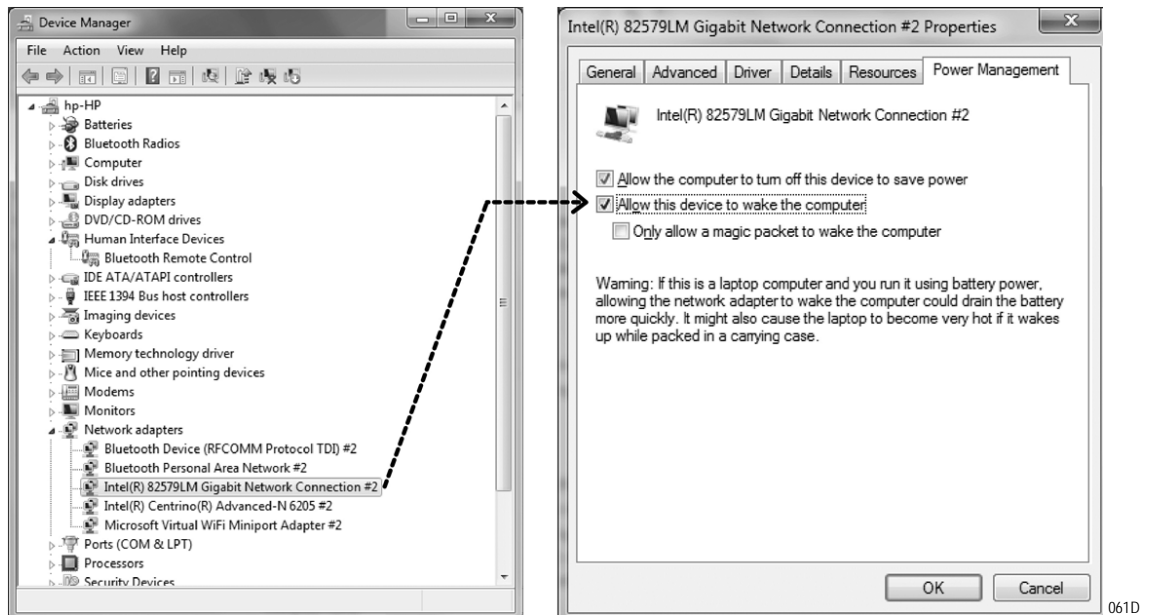 Device Manager
File Action View Help
hp-HP
Batteries
Bluetooth Radios
Computer
Disk drives
Display adapters
DVD/CD-ROM drives
Human Interface Devices
Bluetooth Remote Control
IDE ATA/ATAPI controllers
IEEE 1394 Bus host controllers
Imaging devices
Keyboards
Memory technology driver
Mice and other pointing devices
Modems
Monitors
Network adapters
Bluetooth Device (RFCOMM Protocol TDI) #2
Bluetooth Personal Area Network #2
Intel(R) 82579LM Gigabit Network Connection #2
Intel(R) Centrino(R) Advanced-N 6205 #2
Microsoft Virtual WiFi Miniport Adapter #2
Ports (COM & LPT)
Processors
Security Devices
Intel(R) 82579LM Gigabit Network Connection #2 Properties
General Advanced Driver Details Resources Power Management
Intel(R) 82579LM Gigabit Network Connection #2
Allow the computer to turn off this device to save power
Allow this device to wake the computer
Only allow a magic packet to wake the computer
Warning: If this is a laptop computer and you run it using battery power,
allowing the network adapter to wake the computer could drain the battery
more quickly. It might also cause the laptop to become very hot if it wakes
up while packed in a carrying case.
OK Cancel
061D